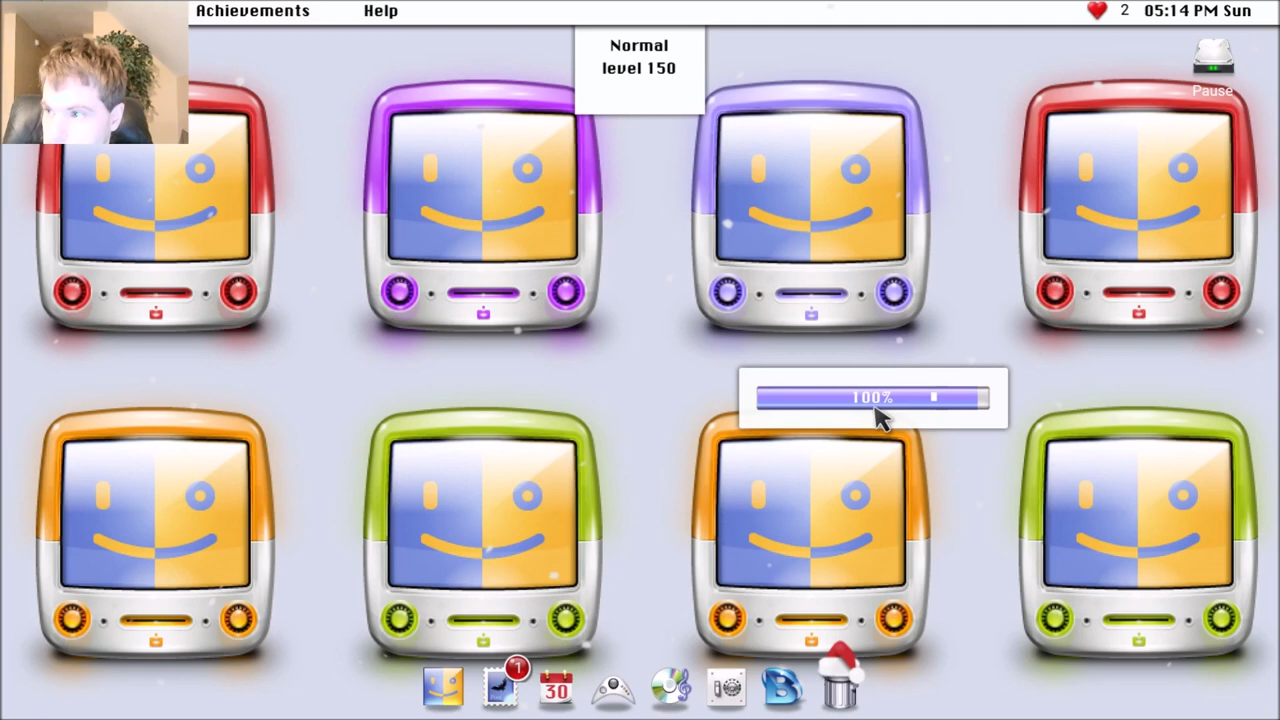 Achievements Help 2 05:14 PM Sun
Normal
level 150
Pause
100%
1
30
B